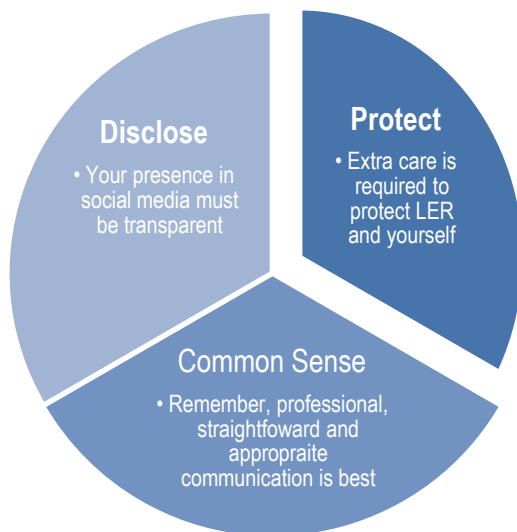 Disclose
• Your presence in
social media must
be transparent
Protect
• Extra care is
required to
protect LER
and yourself
Common Sense
• Remember, professional,
straightfoward and
appropraite
communication is best